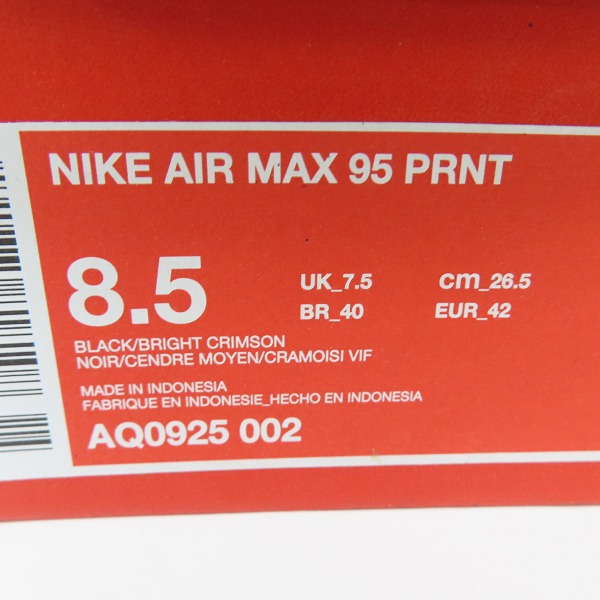 NIKE AIR MAX 95 PRNT
8.5 UK_7.5 cm_26.5
BR_40 EUR_42
BLACK/BRIGHT CRIMSON
NOIR/CENDRE MOYEN/CRAMOISI VIF
MADE IN INDONESIA
FABRIQUE EN INDONESIE_HECHO EN INDONESIA
AQ0925 002